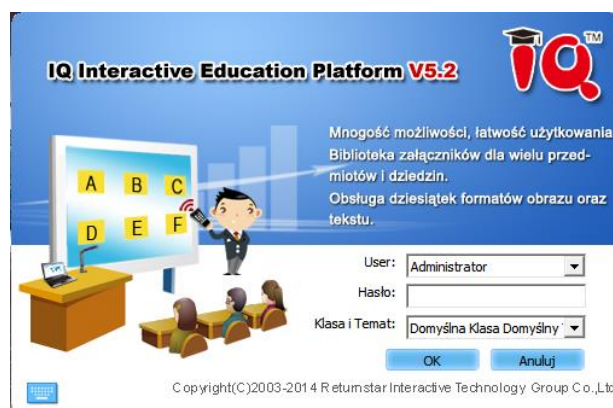 IQ Interactive Education Platform V5.2
IQ TM
Mnogość możliwości, łatwość użytkowania
Biblioteka załączników dla wielu przed-
miotów i dziedzin.
Obsługa dziesiątek formatów obrazu oraz
tekstu.
A B C
D E F
User: Administrator
Hasło:
Klasa i Temat: Domyślna Klasa Domyślny
OK Anuluj
Copyright(C)2003-2014 Returnstar Interactive Technology Group Co.,Ltd